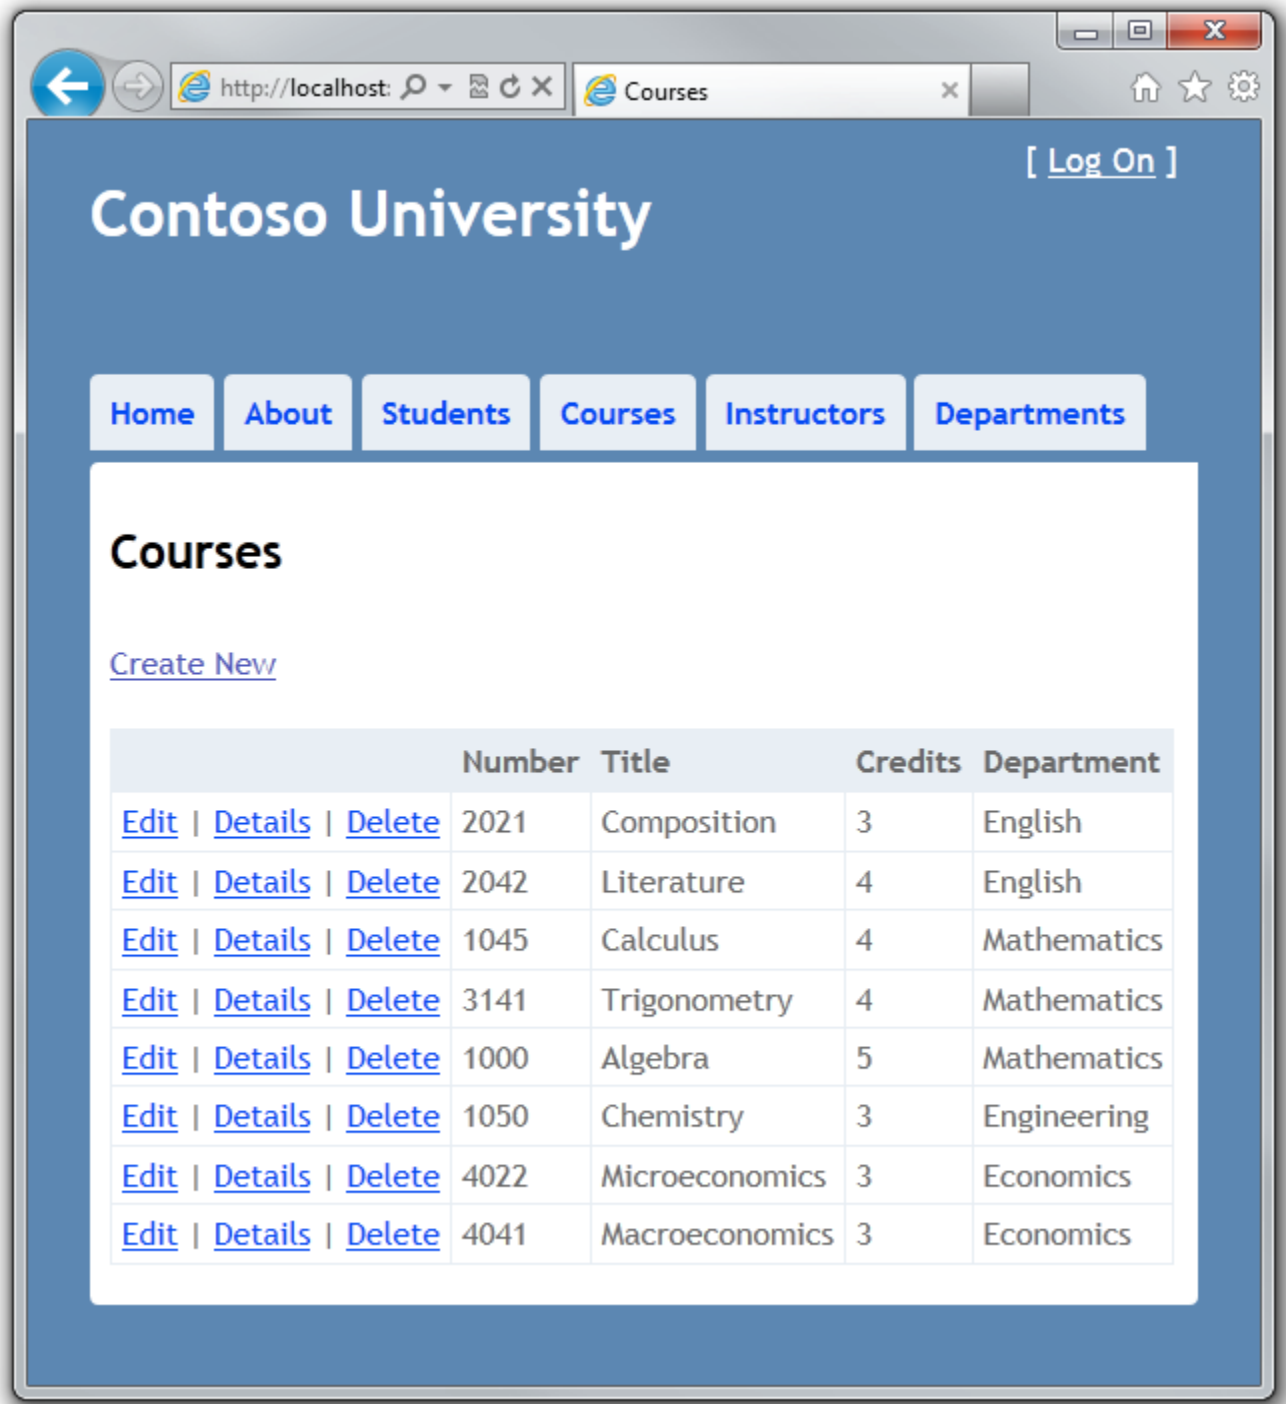 http://localhost:
Courses
[ Log On ]
Contoso University
Home About Students Courses Instructors Departments
Courses
Create New
Number Title Credits Department
Edit | Details | Delete 2021 Composition 3 English
Edit | Details | Delete 2042 Literature 4 English
Edit | Details | Delete 1045 Calculus 4 Mathematics
Edit | Details | Delete 3141 Trigonometry 4 Mathematics
Edit | Details | Delete 1000 Algebra 5 Mathematics
Edit | Details | Delete 1050 Chemistry 3 Engineering
Edit | Details | Delete 4022 Microeconomics 3 Economics
Edit | Details | Delete 4041 Macroeconomics 3 Economics